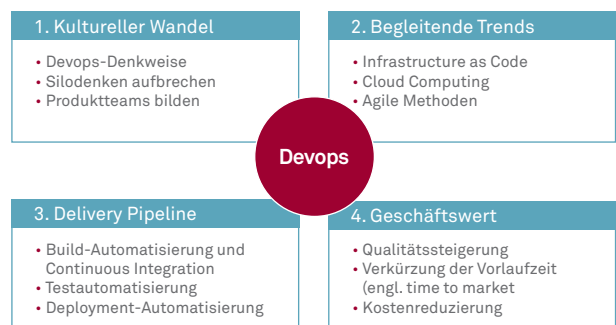 1. Kultureller Wandel
• Devops-Denkweise
• Silodenken aufbrechen
• Produktteams bilden
2. Begleitende Trends
• Infrastructure as Code
• Cloud Computing
• Agile Methoden
Devops
3. Delivery Pipeline
• Build-Automatisierung und
Continuous Integration
• Testautomatisierung
• Deployment-Automatisierung
4. Geschäftswert
• Qualitätssteigerung
• Verkürzung der Vorlaufzeit
(engl. time to market
• Kostenreduzierung